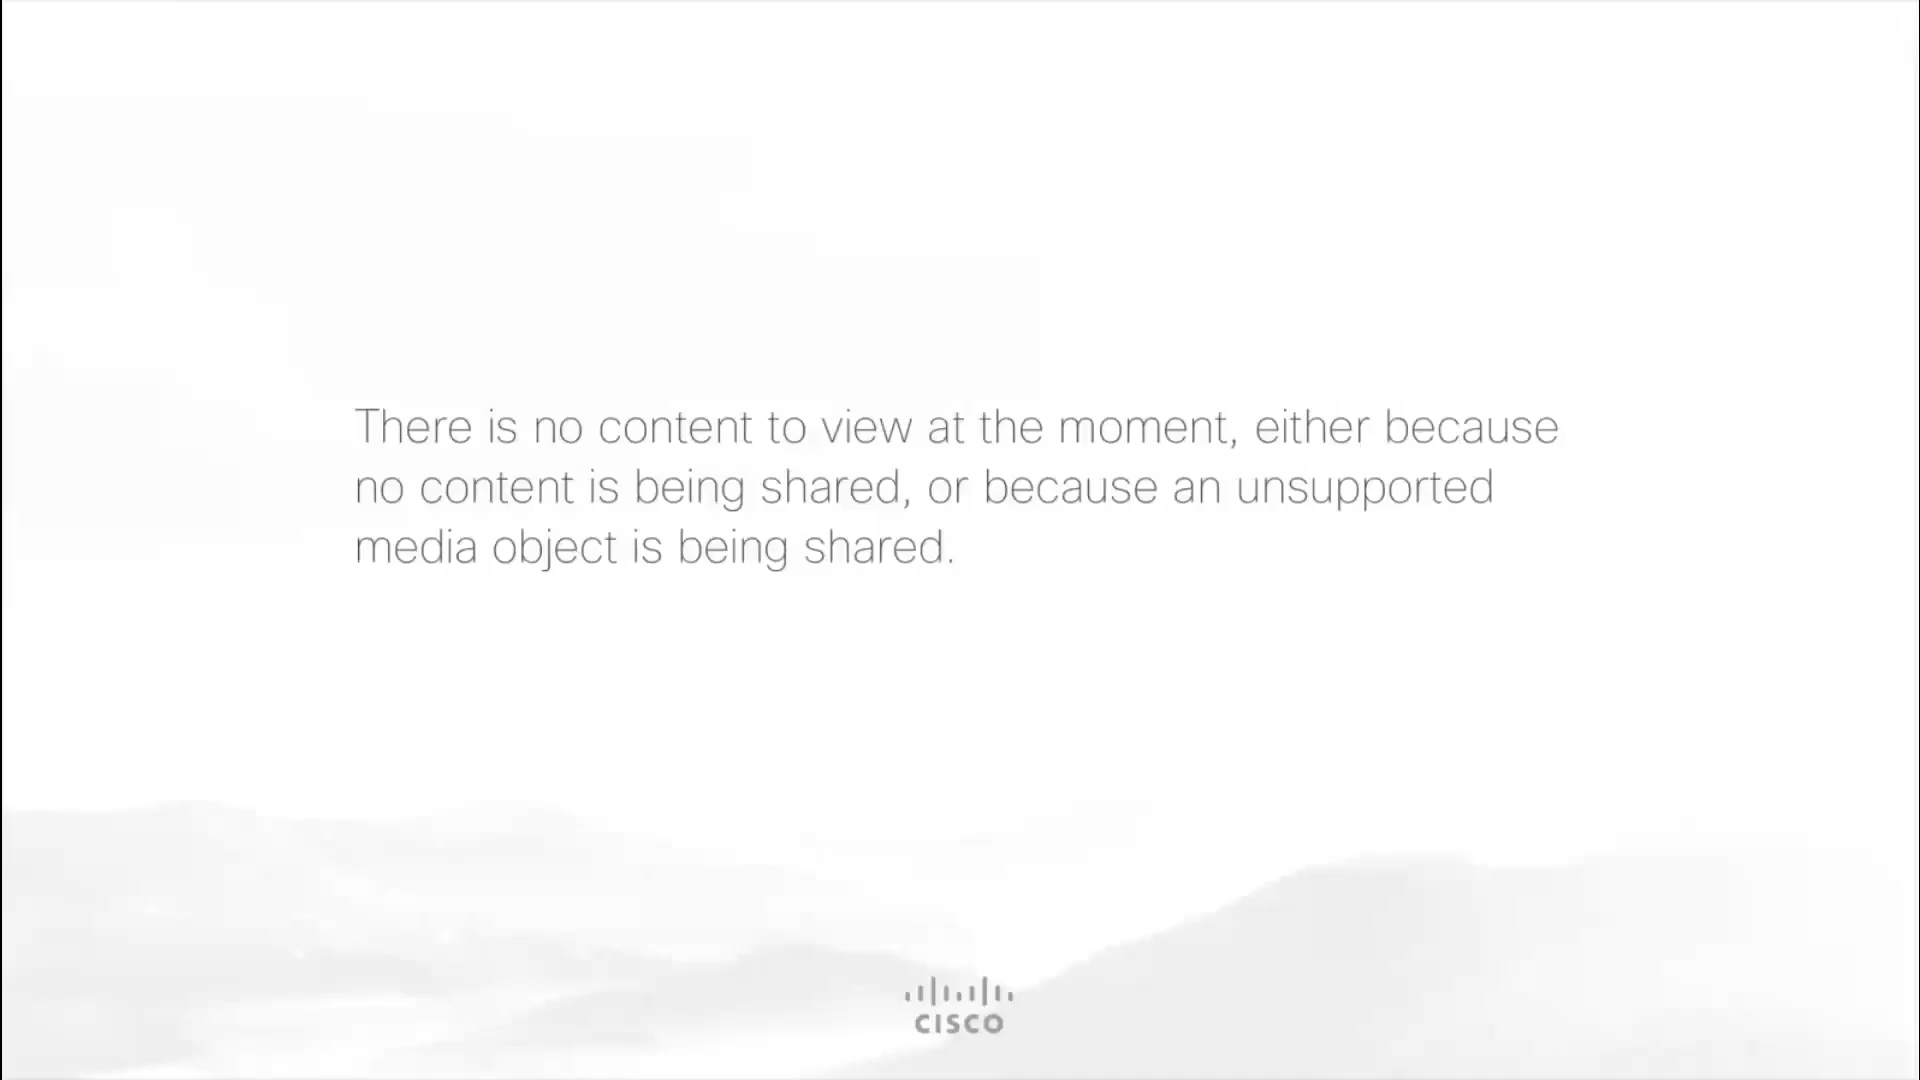 There is no content to view at the moment, either because
no content is being shared, or because an unsupported
media object is being shared.
CISCO